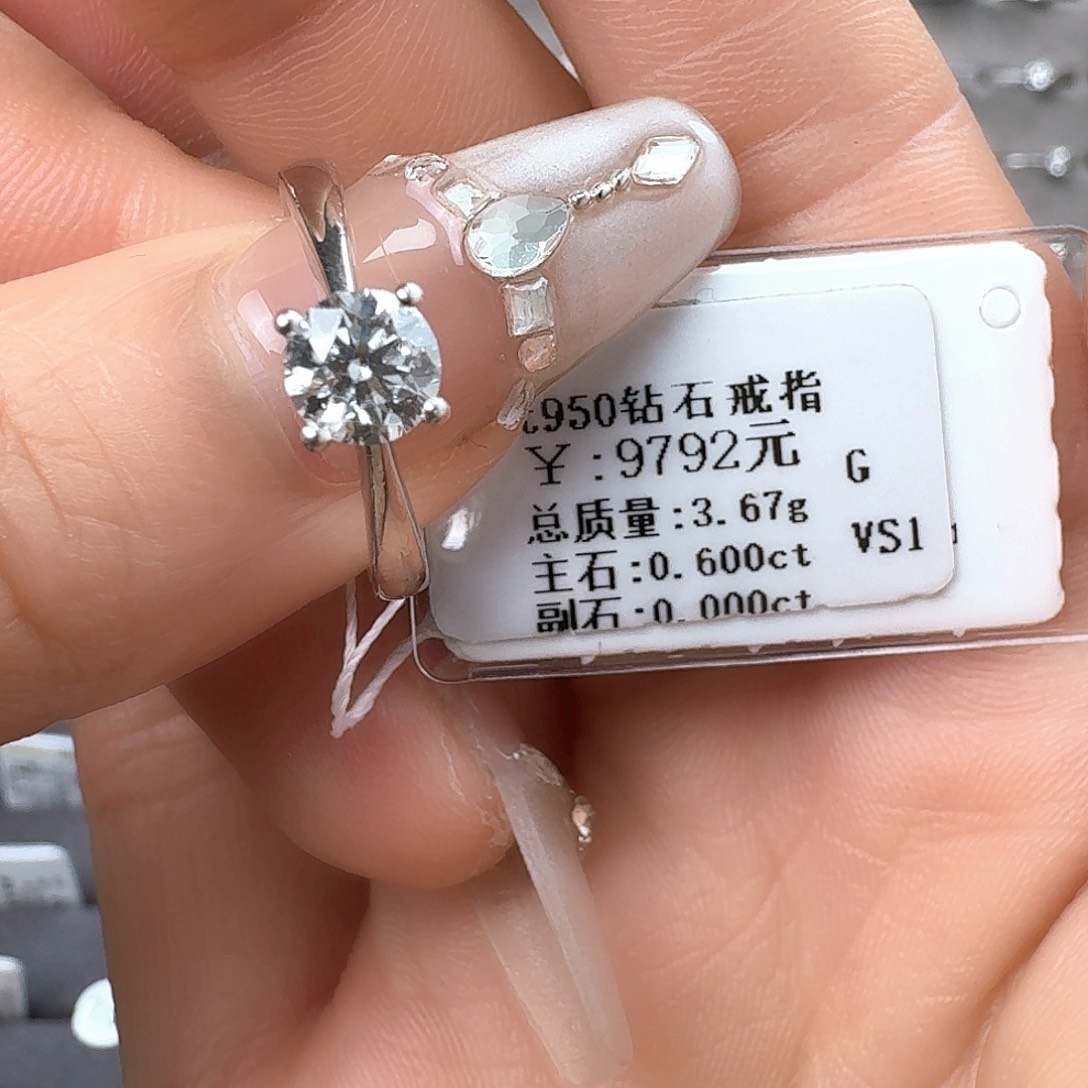 t950钻石戒指
￥:9792元
G
总质量:3.67g
VS1
主石:0.600ct
副石:0.000ct